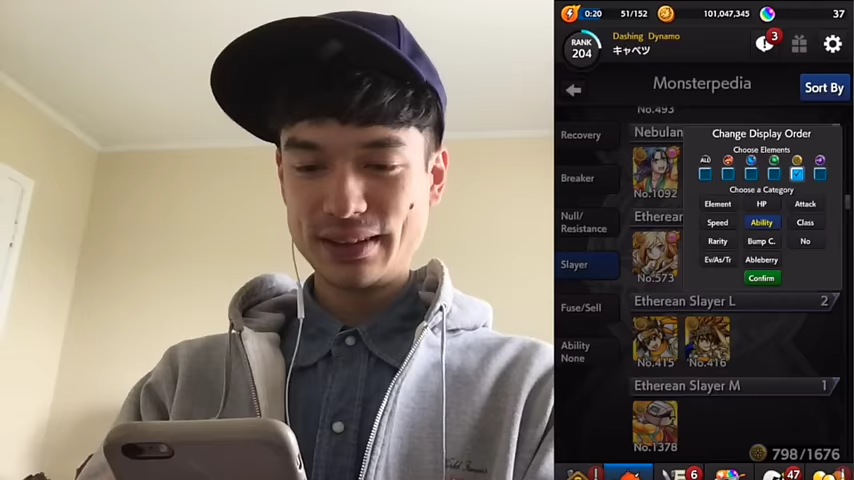 0:20 51/152 101,047,345 37
RANK 204
Dashing Dynamo
キャベツ
3
Monsterpedia
Sort By
No.493
Recovery
Breaker
Null/
Resistance
Slayer
Fuse/Sell
Ability
None
Nebulan
No.1092
Etherean
No.573
Change Display Order
Choose Elements
ALL
Choose a Category
Element HP Attack
Speed Ability Class
Rarity Bump C. No
Ev/As/Tr Ableberry
Confirm
Etherean Slayer L 2
No.415 No.416
Etherean Slayer M 1
No.1378
798/1676
6
47